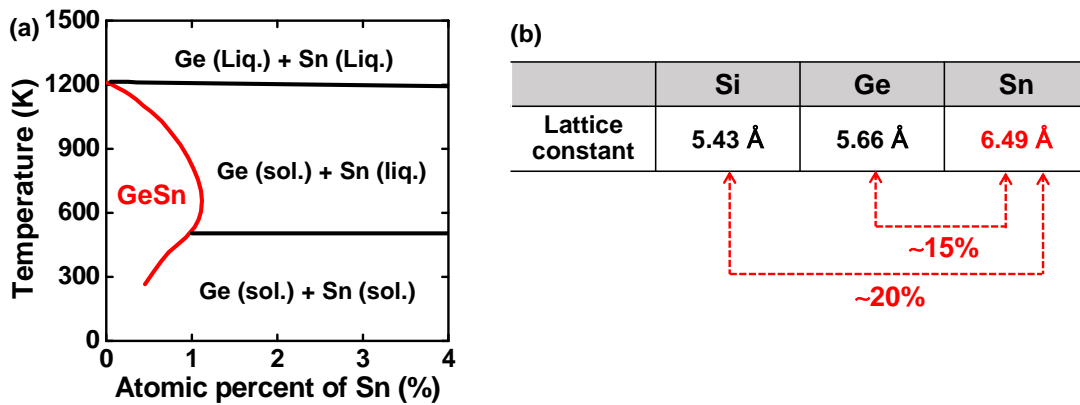 (a)
1500
1200
900
600
300
0
Temperature (K)
Ge (Liq.) + Sn (Liq.)
Ge (sol.) + Sn (liq.)
GeSn
Ge (sol.) + Sn (sol.)
0 1 2 3 4
Atomic percent of Sn (%)
(b)
Si Ge Sn
Lattice
constant
5.43 Å 5.66 Å 6.49 Å
~15%
~20%